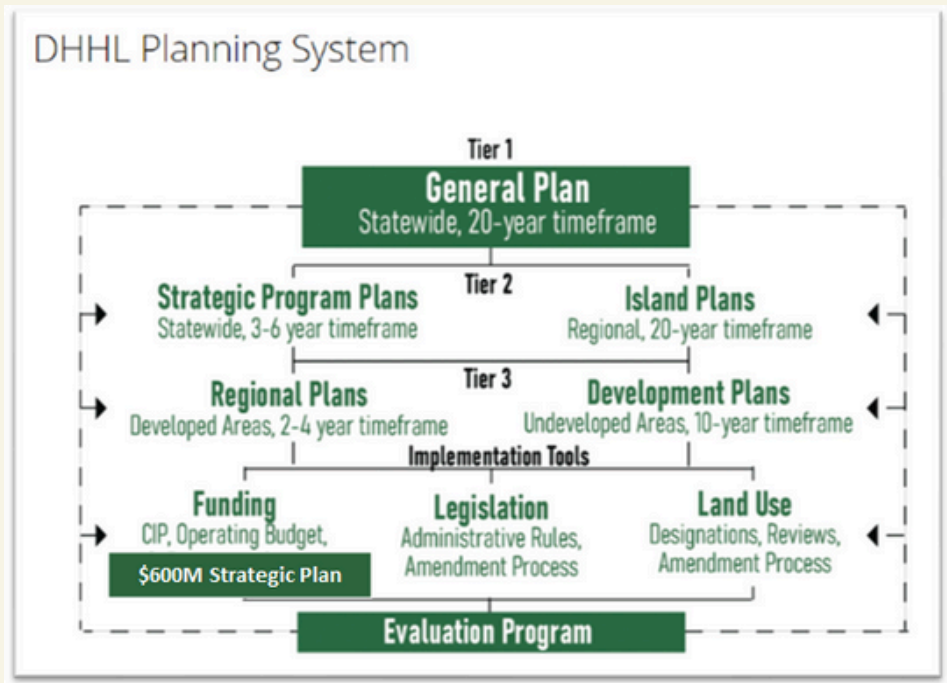 DHHL Planning System
Tier 1
General Plan
Statewide, 20-year timeframe
Tier 2
Strategic Program Plans
Statewide, 3-6 year timeframe
Island Plans
Regional, 20-year timeframe
Tier 3
Regional Plans
Developed Areas, 2-4 year timeframe
Development Plans
Undeveloped Areas, 10-year timeframe
Implementation Tools
Funding
CIP, Operating Budget,
$600M Strategic Plan
Legislation
Administrative Rules,
Amendment Process
Land Use
Designations, Reviews,
Amendment Process
Evaluation Program